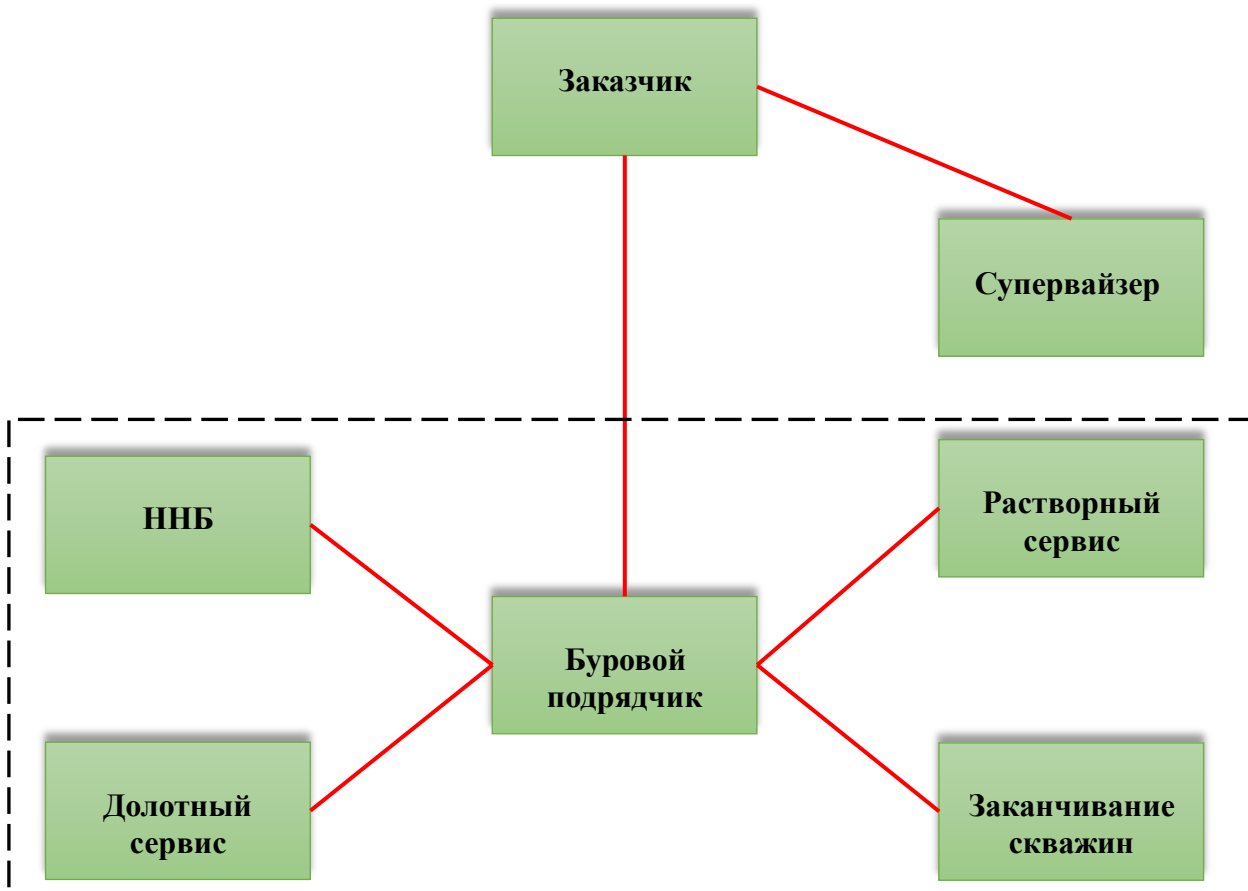 Заказчик
Супервайзер
ННБ
Растворный
сервис
Буровой
подрядчик
Долотный
сервис
Заканчивание
скважин